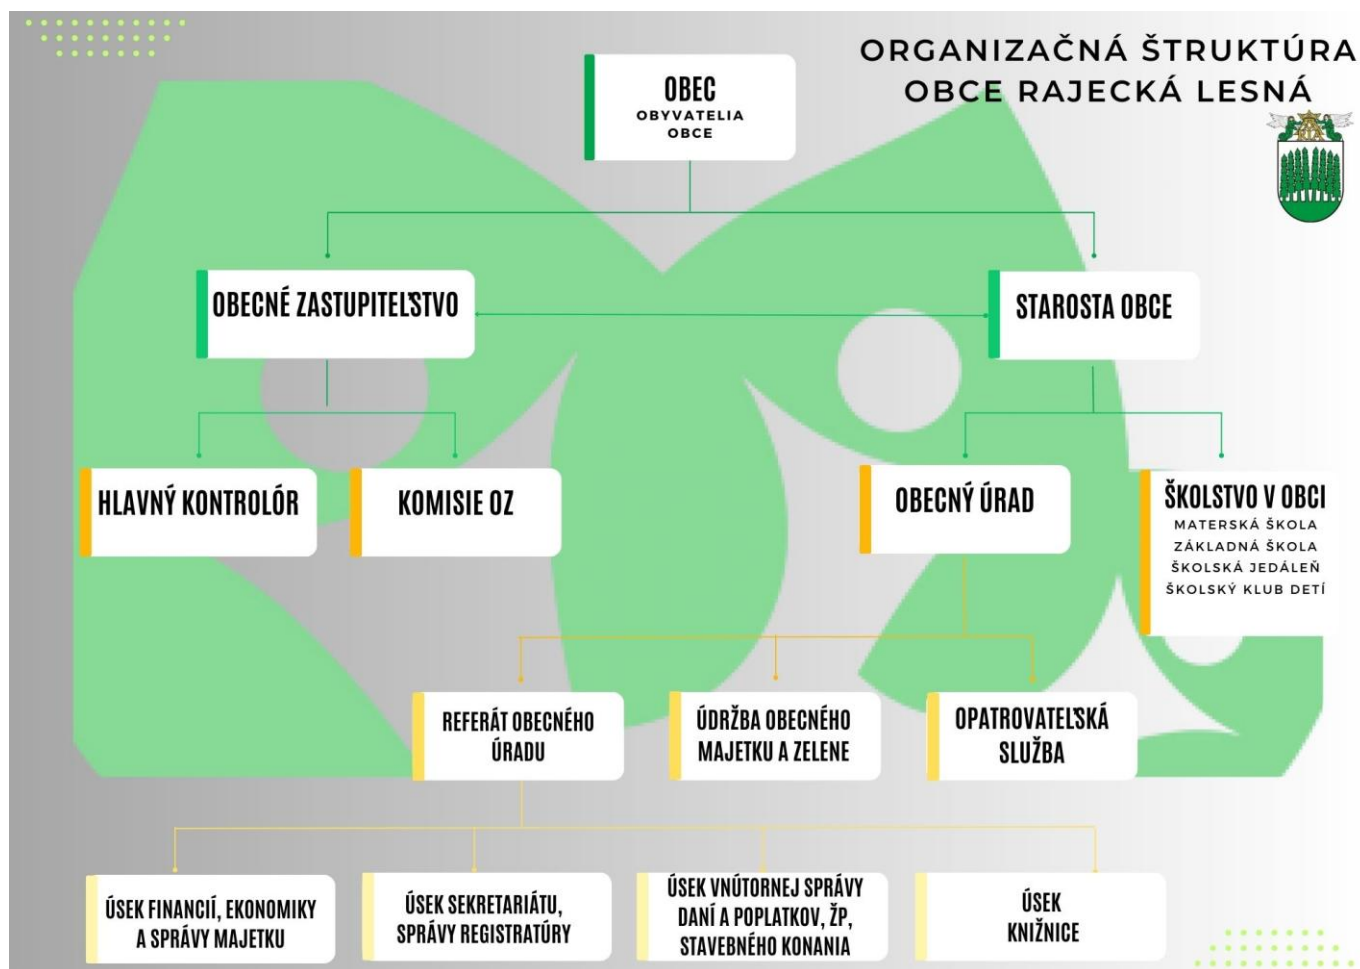 ORGANIZAČNÁ ŠTRUKTÚRA
OBCE RAJECKÁ LESNÁ
OBEC
OBYVATELIA
OBCE
OBECNÉ ZASTUPITEĽSTVO
STAROSTA OBCE
HLAVNÝ KONTROLÓR
KOMISIE OZ
OBECNÝ ÚRAD
ŠKOLSTVO V OBCI
MATERSKÁ ŠKOLA
ZÁKLADNÁ ŠKOLA
ŠKOLSKÁ JEDÁLEŇ
ŠKOLSKÝ KLUB DETÍ
REFERÁT OBECNÉHO
ÚRADU
ÚDRŽBA OBECNÉHO
MAJETKU A ZELENE
OPATROVATEĽSKÁ
SLUŽBA
ÚSEK FINANCIÍ, EKONOMIKY
A SPRÁVY MAJETKU
ÚSEK SEKRETARIÁTU,
SPRÁVY REGISTRATÚRY
ÚSEK VNÚTORNEJ SPRÁVY
DANÍ A POPLATKOV, ŽP,
STAVEBNÉHO KONANIA
ÚSEK
KNIŽNICE